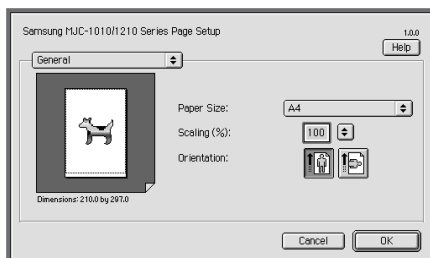 Samsung MJC-1010/1210 Series Page Setup
1.0.0
Help
General
Paper Size:
A4
Scaling (%):
100
Orientation:
Dimensions: 210.0 by 297.0
Cancel
OK